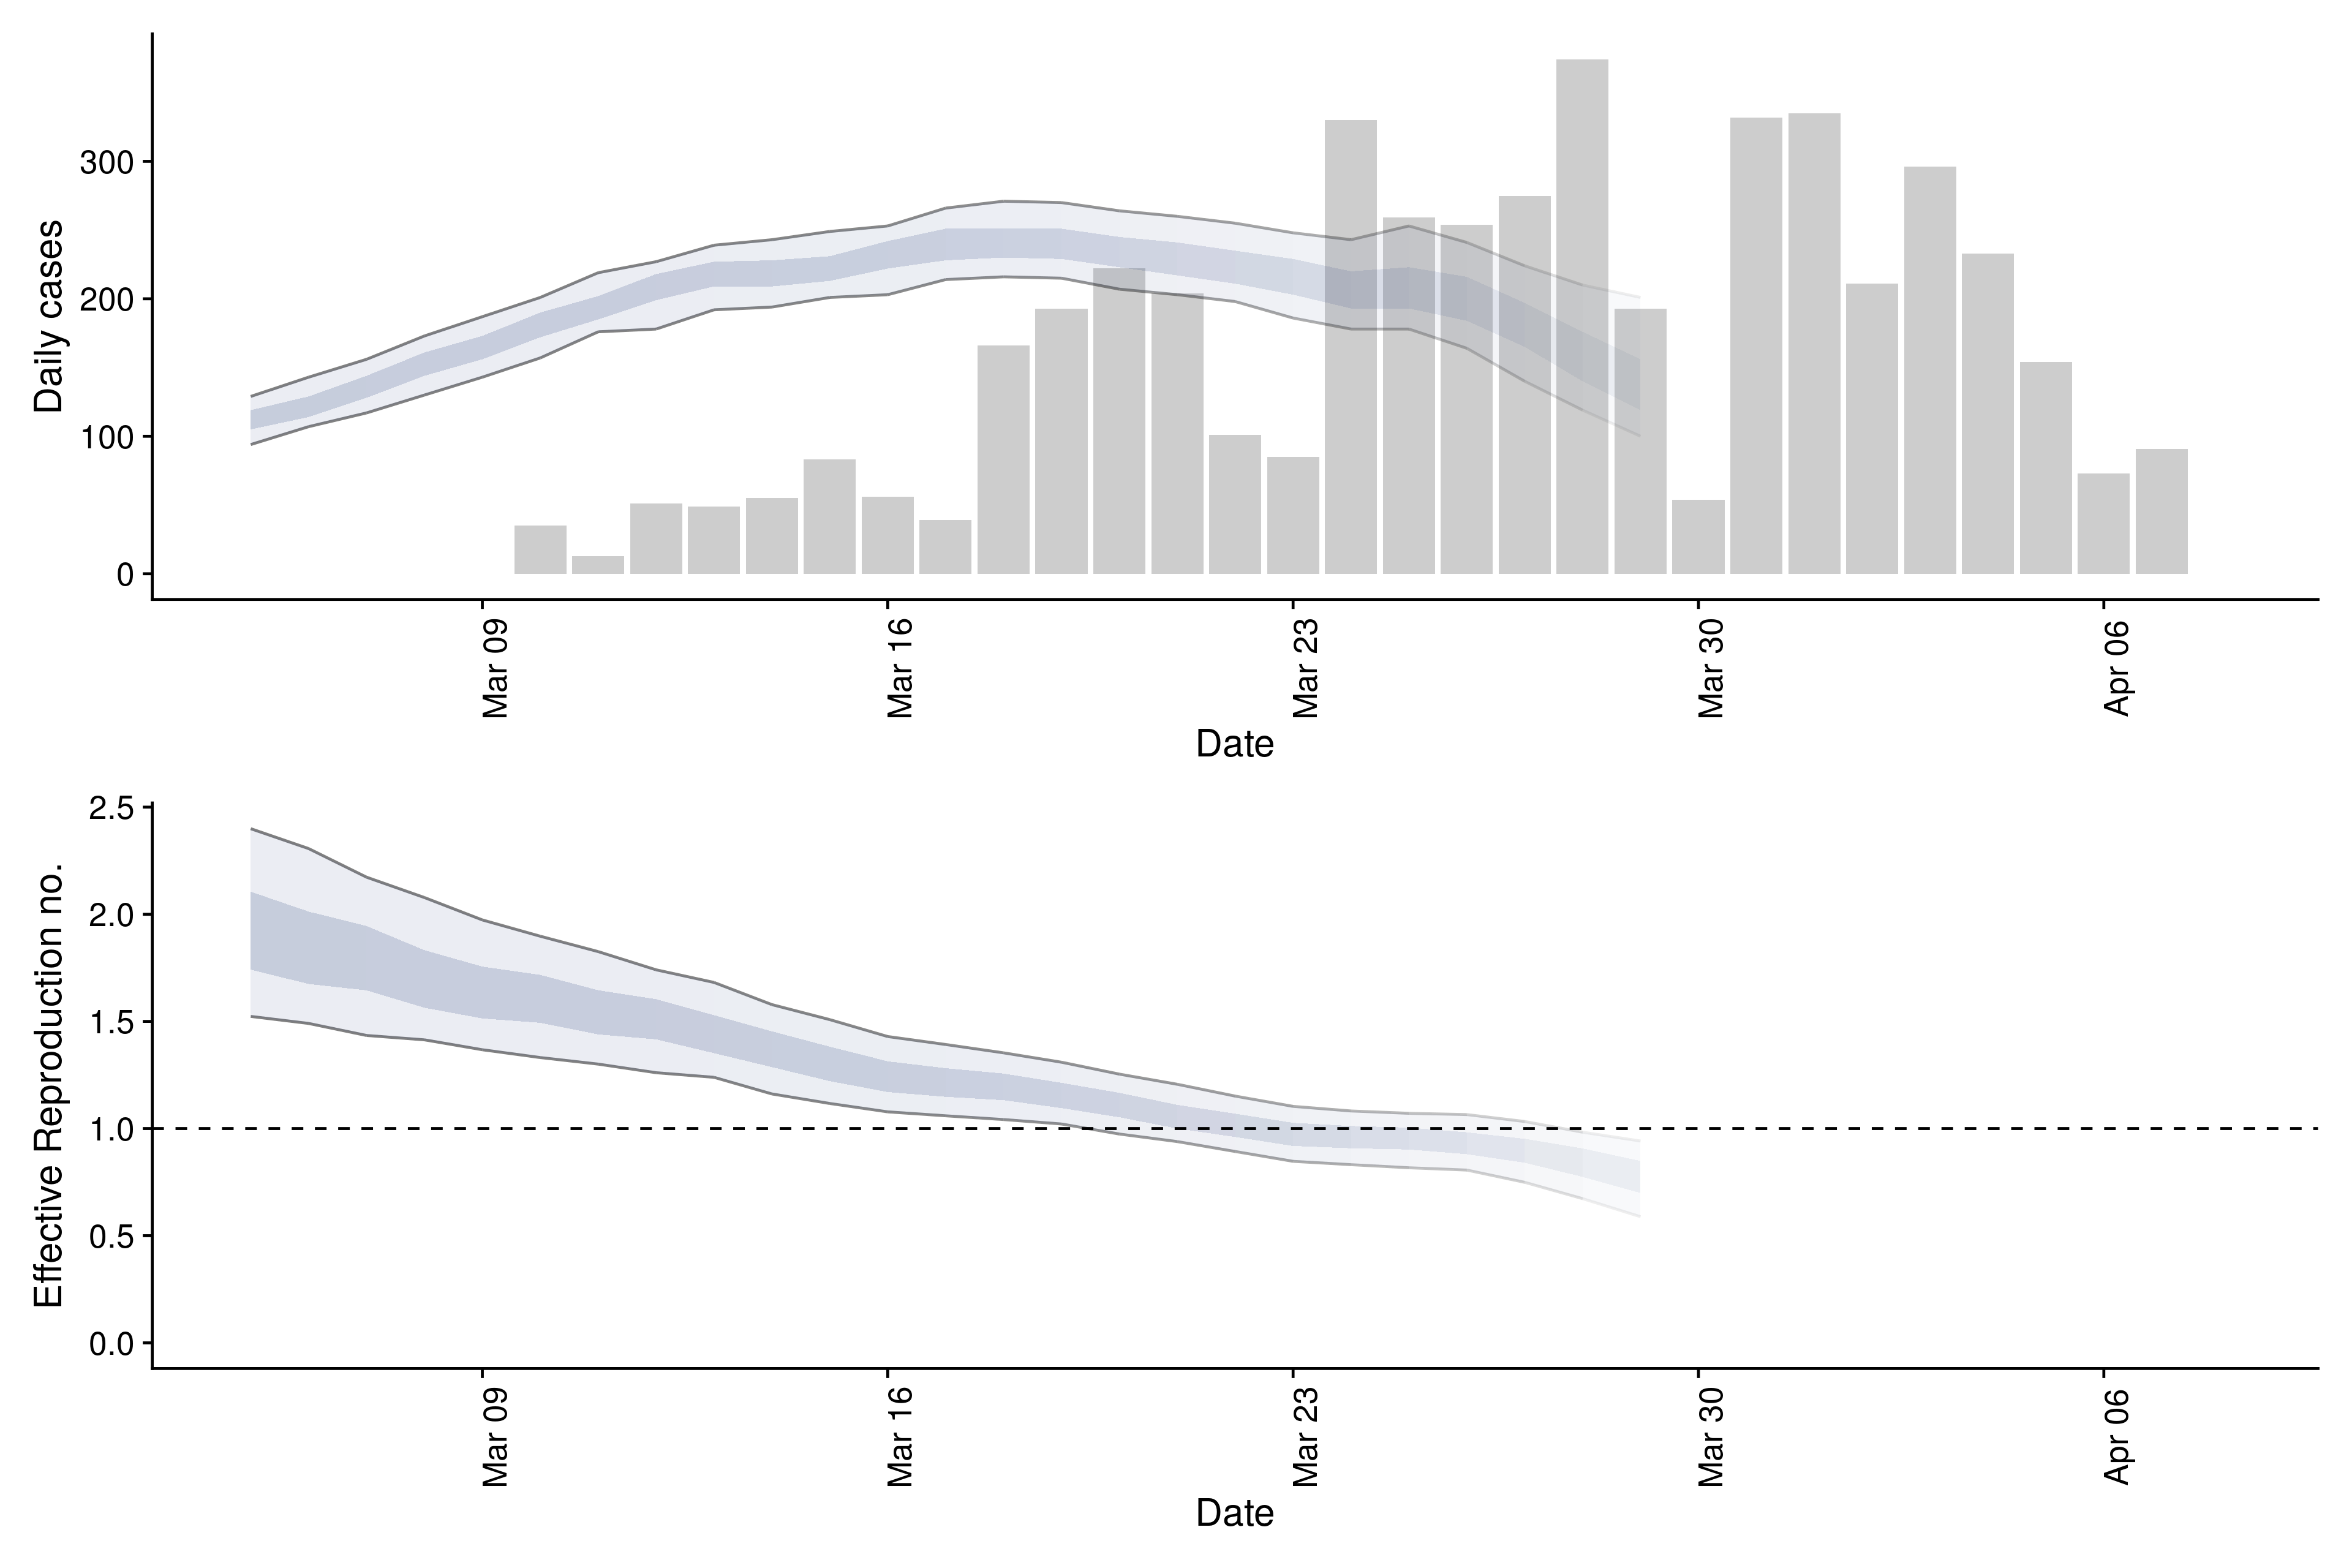 Daily cases
300
200
100
0
Mar 09
Mar 16
Mar 23
Mar 30
Apr 06
Date
Effective Reproduction no.
2.5
2.0
1.5
1.0
0.5
0.0
Mar 09
Mar 16
Mar 23
Mar 30
Apr 06
Date